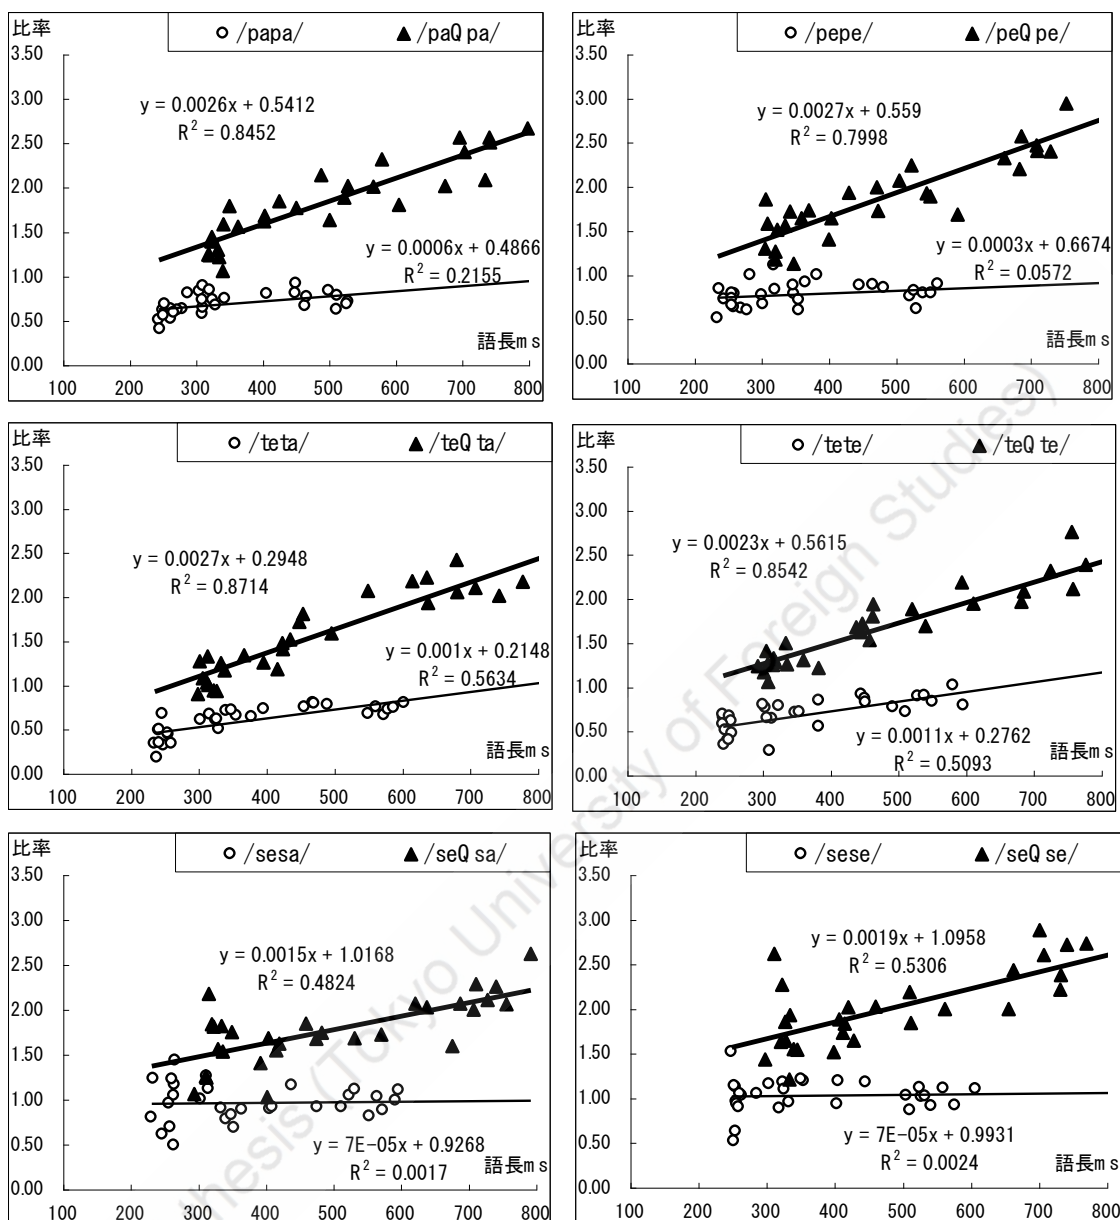 比率
/papa/ /paQpa/
3.50
3.00
2.50
2.00
1.50
1.00
0.50
0.00
y = 0.0026x + 0.5412
R² = 0.8452
y = 0.0006x + 0.4866
R² = 0.2155
語長ms
100 200 300 400 500 600 700 800
比率
/pepe/ /peQpe/
3.50
3.00
2.50
2.00
1.50
1.00
0.50
0.00
y = 0.0027x + 0.559
R² = 0.7998
y = 0.0003x + 0.6674
R² = 0.0572
語長ms
100 200 300 400 500 600 700 800
比率
/teta/ /teQta/
3.50
3.00
2.50
2.00
1.50
1.00
0.50
0.00
y = 0.0027x + 0.2948
R² = 0.8714
y = 0.001x + 0.2148
R² = 0.5634
語長ms
100 200 300 400 500 600 700 800
比率
/tete/ /teQte/
3.50
3.00
2.50
2.00
1.50
1.00
0.50
0.00
y = 0.0023x + 0.5615
R² = 0.8542
y = 0.0011x + 0.2762
R² = 0.5093
語長ms
100 200 300 400 500 600 700 800
比率
/sesa/ /seQsa/
3.50
3.00
2.50
2.00
1.50
1.00
0.50
0.00
y = 0.0015x + 1.0168
R² = 0.4824
y = 7E-05x + 0.9268
R² = 0.0017
語長ms
100 200 300 400 500 600 700 800
比率
/sese/ /seQse/
3.50
3.00
2.50
2.00
1.50
1.00
0.50
0.00
y = 0.0019x + 1.0958
R² = 0.5306
y = 7E-05x + 0.9931
R² = 0.0024
語長ms
100 200 300 400 500 600 700 800
thesis (Tokyo University of Foreign Studies)